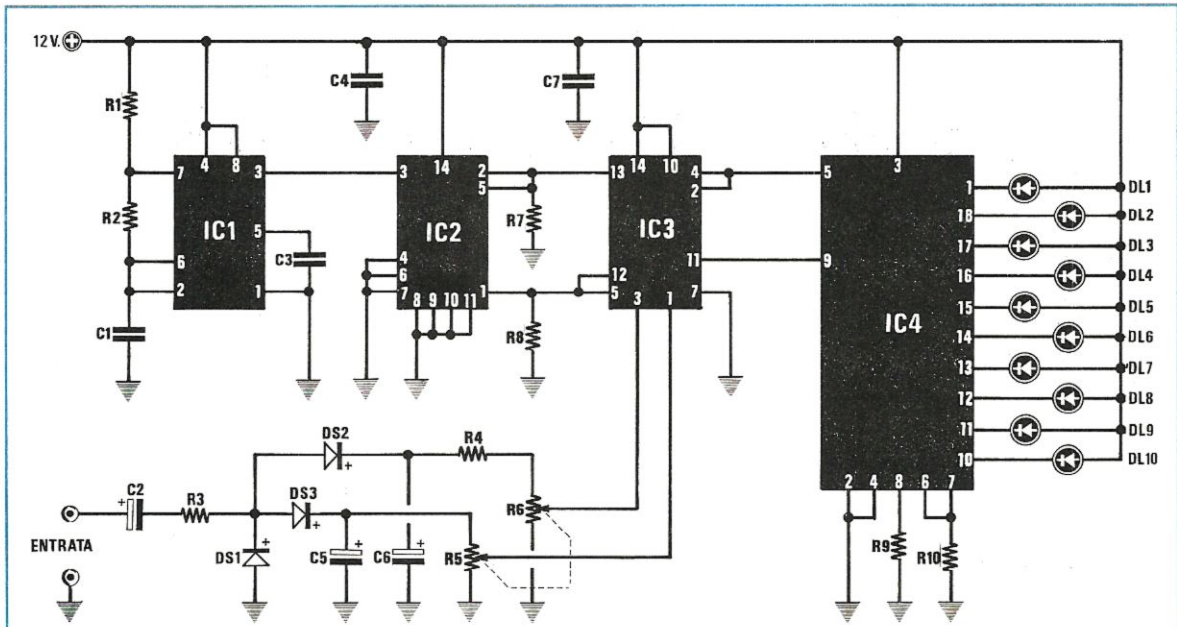 12 V.
R1
R2
C1
7
6
2
4
8
3
5
1
IC1
C3
C4
3
4
6
7
8
9
10
11
14
2
5
1
IC2
R7
R8
C7
13
12
5
3
1
14
10
4
2
11
7
IC3
5
9
3
IC4
1
18
17
16
15
14
13
12
11
10
2
4
8
6
7
R9
R10
DL1
DL2
DL3
DL4
DL5
DL6
DL7
DL8
DL9
DL10
ENTRATA
C2
+
R3
DS1
+
DS2
+
DS3
+
C5
+
C6
+
R4
R5
R6